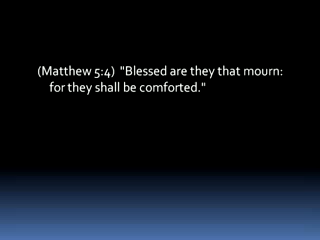 (Matthew 5:4)  "Blessed are they that mourn:
for they shall be comforted."